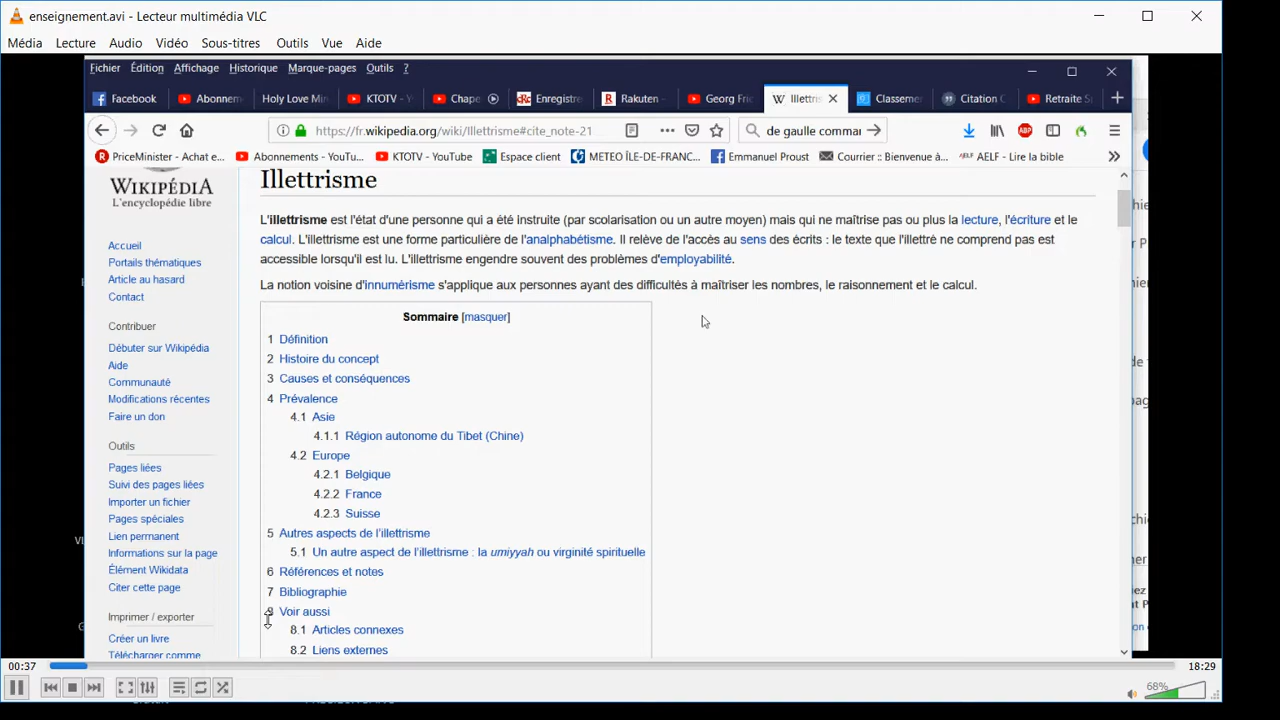 enseignement.avi - Lecteur multimédia VLC
Média Lecture Audio Vidéo Sous-titres Outils Vue Aide
Fichier Édition Affichage Historique Marque-pages Outils ?
Facebook Abonnem Holy Love Min KTOTV - Y Chape Enregistre Rakuten - Georg Frie Illettris Classemen Citation C Retraite S
https://fr.wikipedia.org/wiki/Illettrisme#cite_note-21 de gaulle commar
PriceMinister - Achat e... Abonnements - YouTu... KTOTV - YouTube Espace client METEO ÎLE-DE-FRANC... Emmanuel Proust Courrier :: Bienvenue à... AELF - Lire la bible
WIKIPÉDIA
L'encyclopédie libre
Accueil
Portails thématiques
Article au hasard
Contact
Contribuer
Débuter sur Wikipédia
Aide
Communauté
Modifications récentes
Faire un don
Outils
Pages liées
Suivi des pages liées
Importer un fichier
Pages spéciales
Lien permanent
Informations sur la page
Élément Wikidata
Citer cette page
Imprimer / exporter
Créer un livre
Télécharger comme
Illettrisme
L'illettrisme est l'état d'une personne qui a été instruite (par scolarisation ou un autre moyen) mais qui ne maîtrise pas ou plus la lecture, l'écriture et le
calcul. L'illettrisme est une forme particulière de l'analphabétisme. Il relève de l'accès au sens des écrits : le texte que l'illettré ne comprend pas est
accessible lorsqu'il est lu. L'illettrisme engendre souvent des problèmes d'employabilité.
La notion voisine d'innumérisme s'applique aux personnes ayant des difficultés à maîtriser les nombres, le raisonnement et le calcul.
Sommaire [masquer]
1 Définition
2 Histoire du concept
3 Causes et conséquences
4 Prévalence
4.1 Asie
4.1.1 Région autonome du Tibet (Chine)
4.2 Europe
4.2.1 Belgique
4.2.2 France
4.2.3 Suisse
5 Autres aspects de l'illettrisme
5.1 Un autre aspect de l'illettrisme : la umiyyah ou virginité spirituelle
6 Références et notes
7 Bibliographie
8 Voir aussi
8.1 Articles connexes
8.2 Liens externes
00:37 18:29
68%